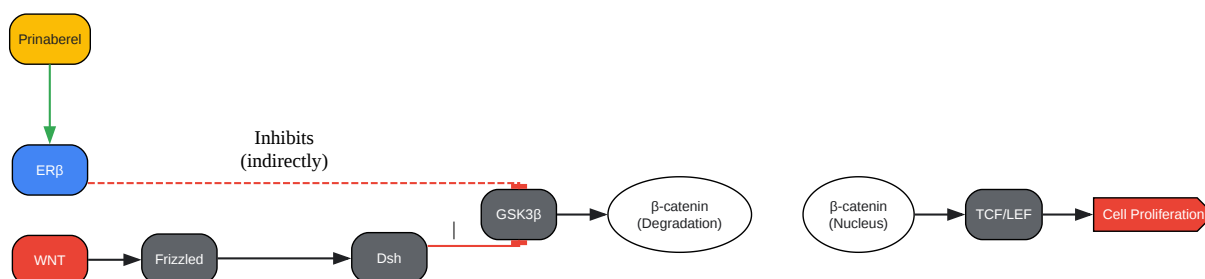 Prinaberel
Inhibits
(indirectly)
ERβ
GSK3β
β-catenin
(Degradation)
β-catenin
(Nucleus)
TCF/LEF
Cell Proliferation
WNT
Frizzled
Dsh